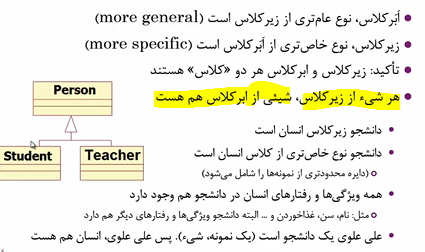 • اَبَرکلاس، نوع عام‌تری از زیرکلاس است (more general)
• زیرکلاس، نوع خاص‌تری از اَبَرکلاس است (more specific)
• تأکید: زیرکلاس و ابرکلاس هر دو «کلاس» هستند
• هر شیء از زیرکلاس، شیئی از ابرکلاس هم هست
• دانشجو زیرکلاس انسان است
• دانشجو نوع خاص‌تری از کلاس انسان است
(دایره محدودتری از نمونه‌ها را شامل می‌شود)
• همه ویژگی‌ها و رفتارهای انسان در دانشجو هم وجود دارد
مثل: نام، سن، غذاخوردن و ... البته دانشجو ویژگی‌ها و رفتارهای دیگر هم دارد
• علی علوی یک دانشجو است (یک نمونه، شیء). پس علی علوی، انسان هم هست
Person
Student
Teacher